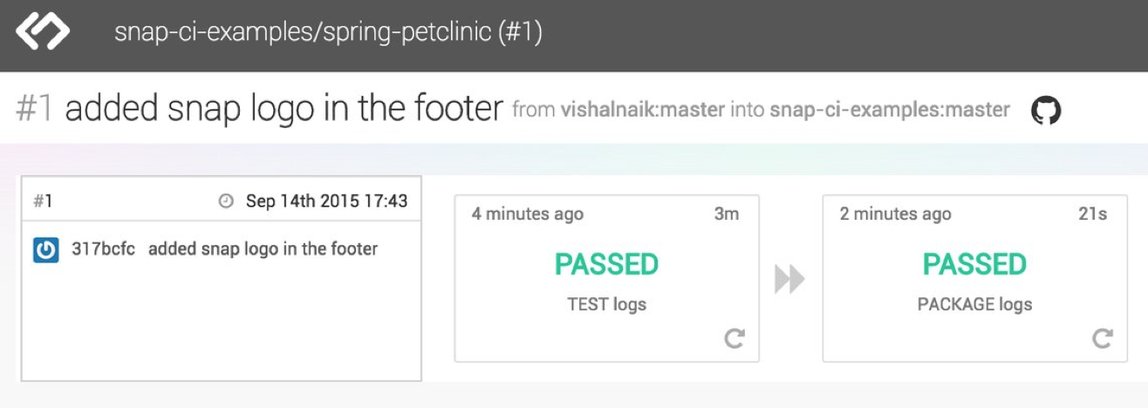 snap-ci-examples/spring-petclinic (#1)
#1 added snap logo in the footer from vishalnaik:master into snap-ci-examples:master
#1 Sep 14th 2015 17:43
317bcfc added snap logo in the footer
4 minutes ago 3m
PASSED
TEST logs
2 minutes ago 21s
PASSED
PACKAGE logs